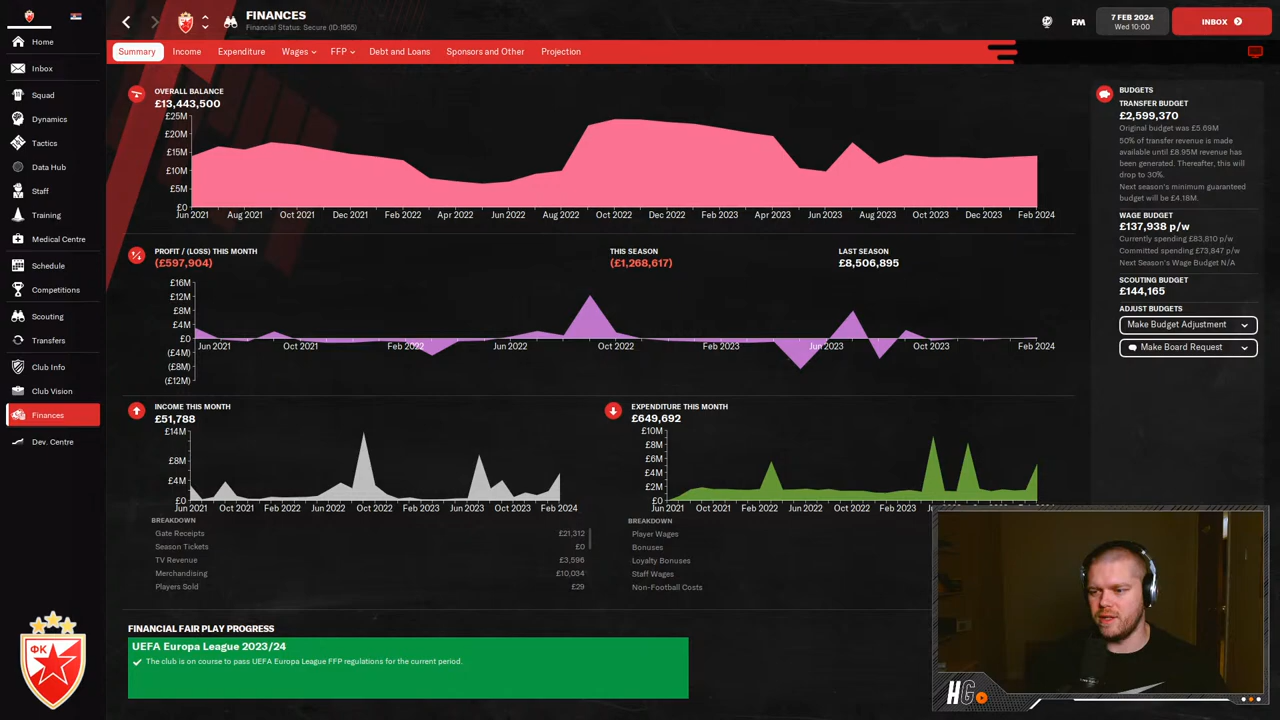 FINANCES
Financial Status: Secure (ID:1955)
FM
7 FEB 2024
Wed 10:00
INBOX
Home
Inbox
Squad
Dynamics
Tactics
Data Hub
Staff
Training
Medical Centre
Schedule
Competitions
Scouting
Transfers
Club Info
Club Vision
Finances
Dev. Centre
ФК
Summary
Income
Expenditure
Wages
FFP
Debt and Loans
Sponsors and Other
Projection
OVERALL BALANCE
£13,443,500
£25M
£20M
£15M
£10M
£5M
£0
Jun 2021 Aug 2021 Oct 2021 Dec 2021 Feb 2022 Apr 2022 Jun 2022 Aug 2022 Oct 2022 Dec 2022 Feb 2023 Apr 2023 Jun 2023 Aug 2023 Oct 2023 Dec 2023 Feb 2024
PROFIT / (LOSS) THIS MONTH
(£597,904)
THIS SEASON
(£1,268,617)
LAST SEASON
£8,506,895
£16M
£12M
£8M
£4M
£0
(£4M)
(£8M)
(£12M)
Jun 2021 Oct 2021 Feb 2022 Jun 2022 Oct 2022 Feb 2023 Jun 2023 Oct 2023 Feb 2024
INCOME THIS MONTH
£51,788
£14M
£8M
£4M
£0
Jun 2021 Oct 2021 Feb 2022 Jun 2022 Oct 2022 Feb 2023 Jun 2023 Oct 2023 Feb 2024
BREAKDOWN
Gate Receipts £21,312
Season Tickets £0
TV Revenue £3,596
Merchandising £10,034
Players Sold £29
EXPENDITURE THIS MONTH
£649,692
£10M
£8M
£6M
£4M
£2M
£0
Jun 2021 Oct 2021 Feb 2022 Jun 2022 Oct 2022 Feb 2023
BREAKDOWN
Player Wages
Bonuses
Loyalty Bonuses
Staff Wages
Non-Football Costs
FINANCIAL FAIR PLAY PROGRESS
UEFA Europa League 2023/24
The club is on course to pass UEFA Europa League FFP regulations for the current period.
BUDGETS
TRANSFER BUDGET
£2,599,370
Original budget was £5.69M
50% of transfer revenue is made
available until £8.95M revenue has
been generated. Thereafter, this will
drop to 30%.
Next season's minimum guaranteed
budget will be £4.18M.
WAGE BUDGET
£137,938 p/w
Currently spending £83,810 p/w
Committed spending £73,847 p/w
Next Season's Wage Budget N/A
SCOUTING BUDGET
£144,165
ADJUST BUDGETS
Make Budget Adjustment
Make Board Request
HG